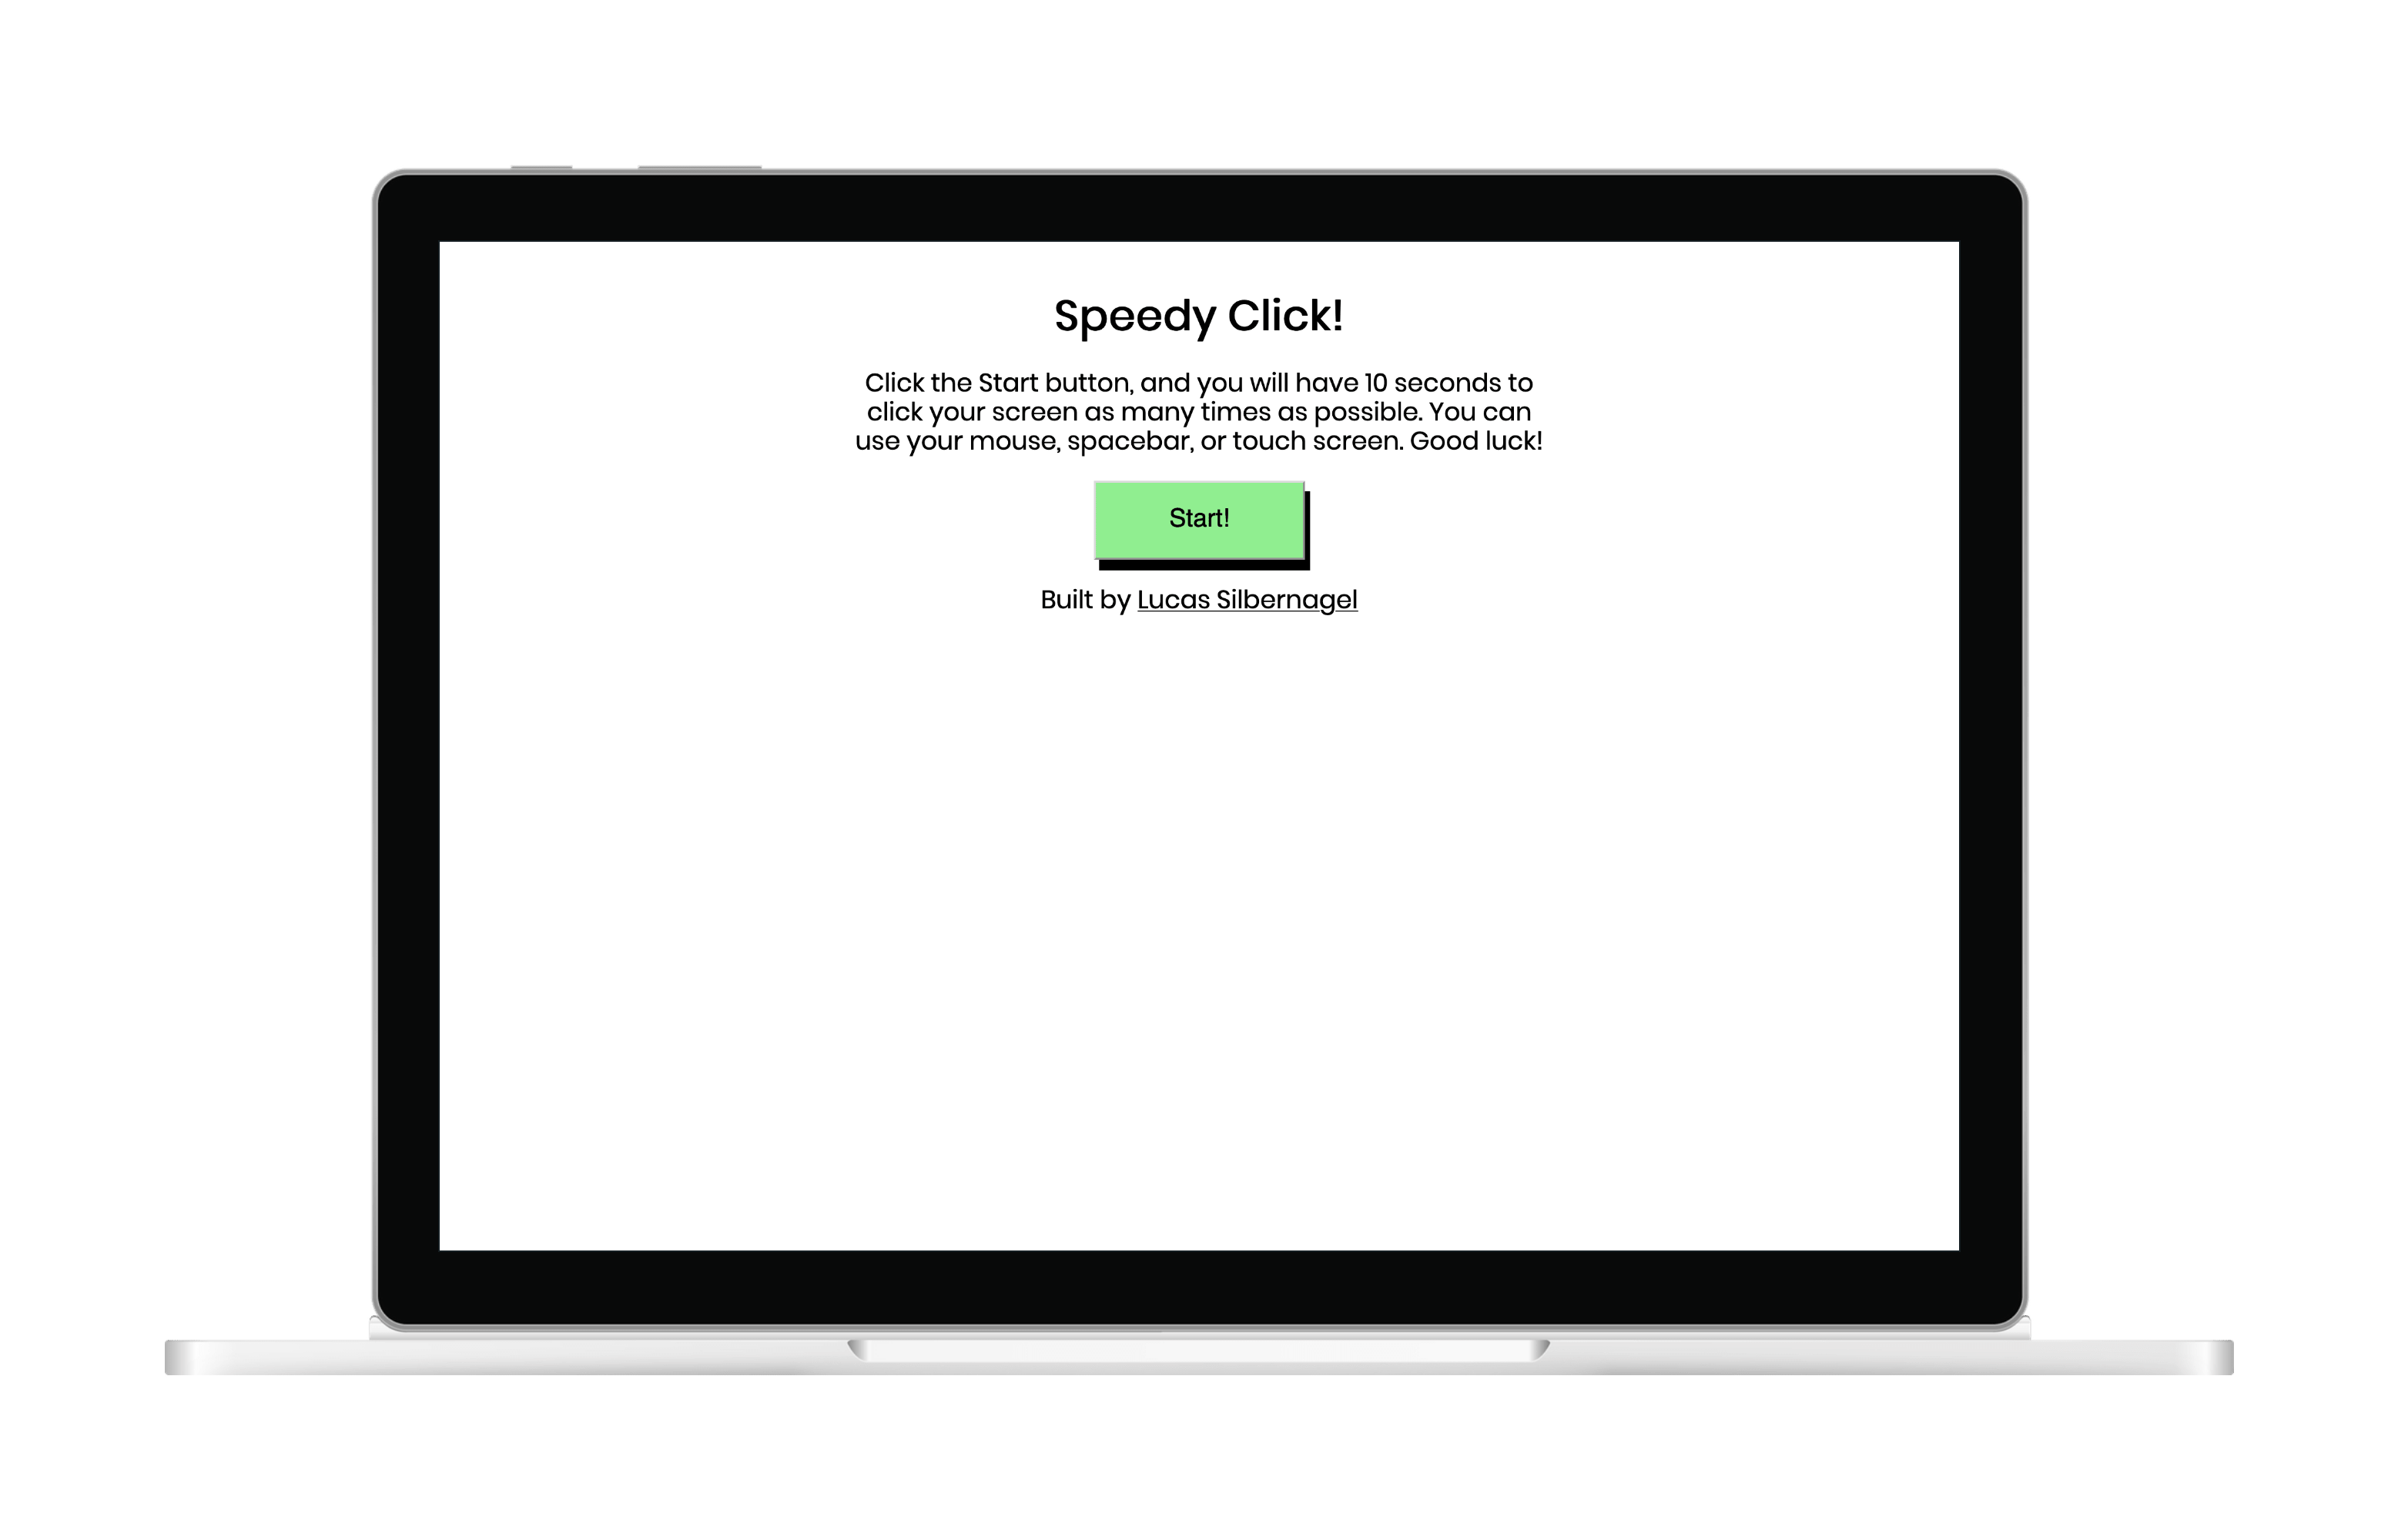 Speedy Click!
Click the Start button, and you will have 10 seconds to
click your screen as many times as possible. You can
use your mouse, spacebar, or touch screen. Good luck!
Start!
Built by Lucas Silbernagel